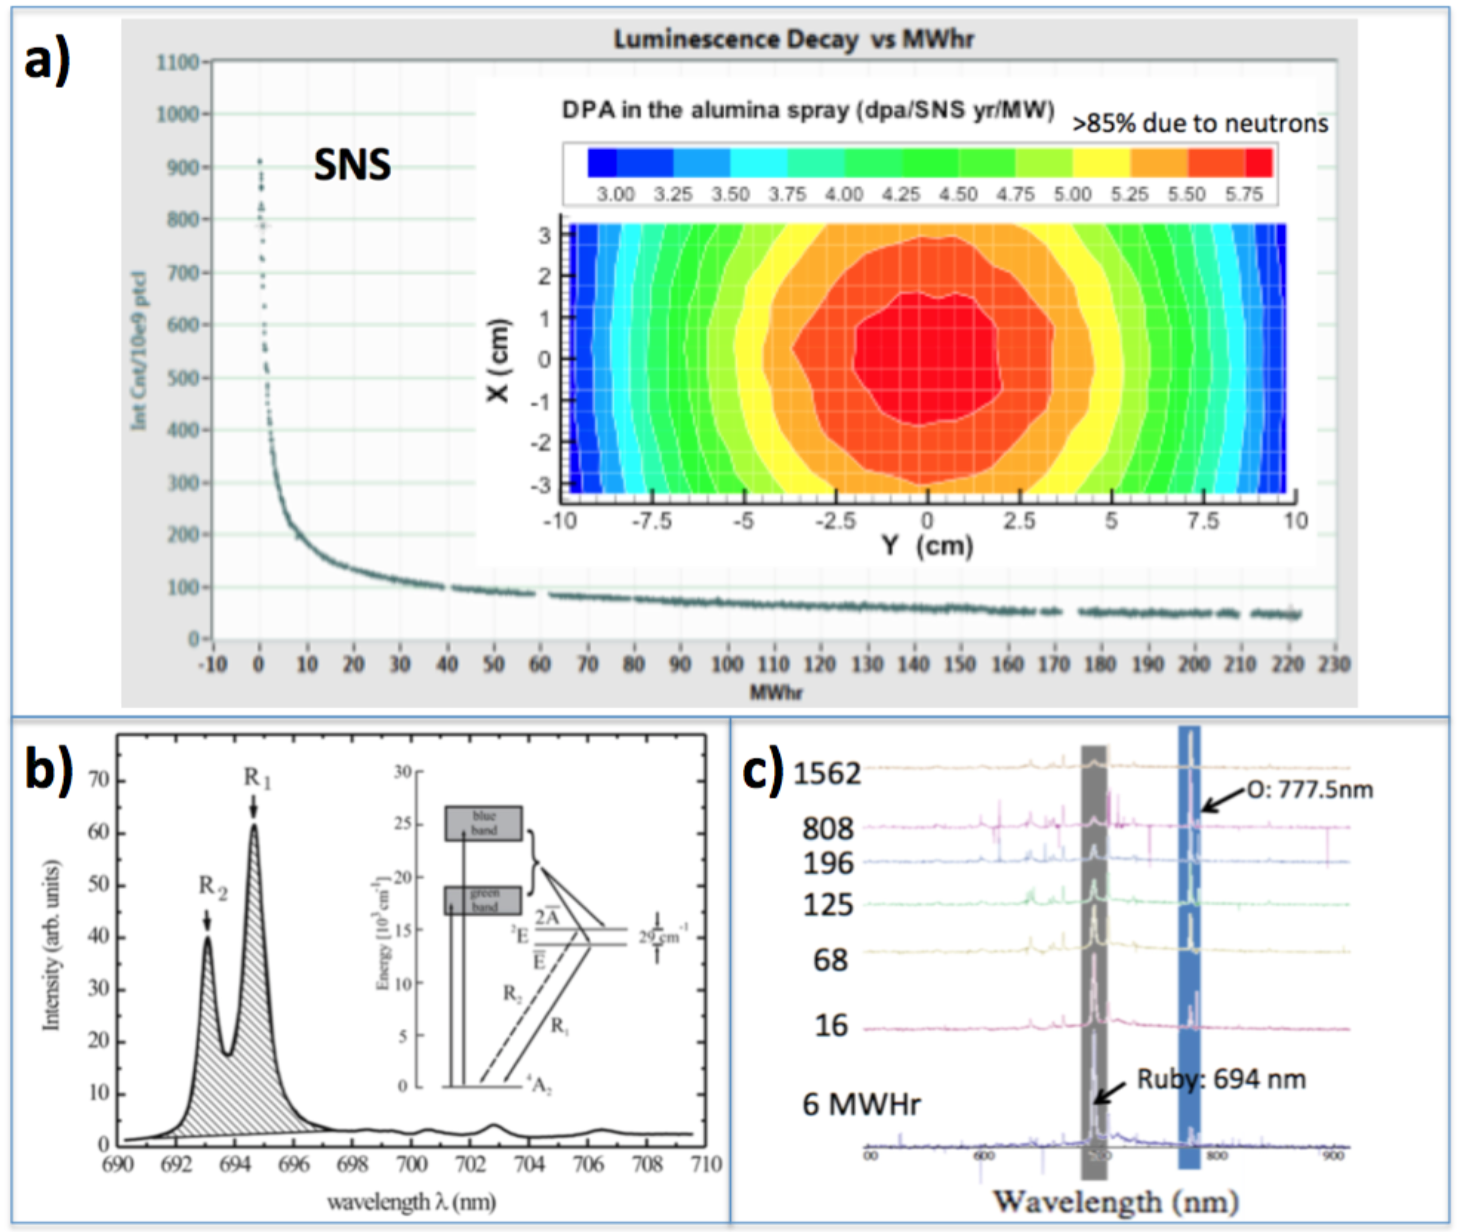 a)
Luminescence Decay vs MWhr
1100
1000
900
800
700
600
500
400
300
200
100
0
Int Cnt/10e9 ptcl
SNS
DPA in the alumina spray (dpa/SNS yr/MW)
>85% due to neutrons
3.00 3.25 3.50 3.75 4.00 4.25 4.50 4.75 5.00 5.25 5.50 5.75
3
2
1
0
-1
-2
-3
X (cm)
-10 -7.5 -5 -2.5 0 2.5 5 7.5 10
Y (cm)
-10 0 10 20 30 40 50 60 70 80 90 100 110 120 130 140 150 160 170 180 190 200 210 220 230
MWhr
b)
70
60
50
40
30
20
10
0
Intensity (arb. units)
R2
R1
30
25
20
15
10
5
0
Energy [10³cm⁻¹]
blue
band
green
band
2A̅
²E
E̅
29 cm⁻¹
R2
R1
⁴A2
690 692 694 696 698 700 702 704 706 708 710
wavelength λ (nm)
c)
1562
O: 777.5nm
808
196
125
68
16
Ruby: 694 nm
6 MWHr
00 600 800 900
Wavelength (nm)